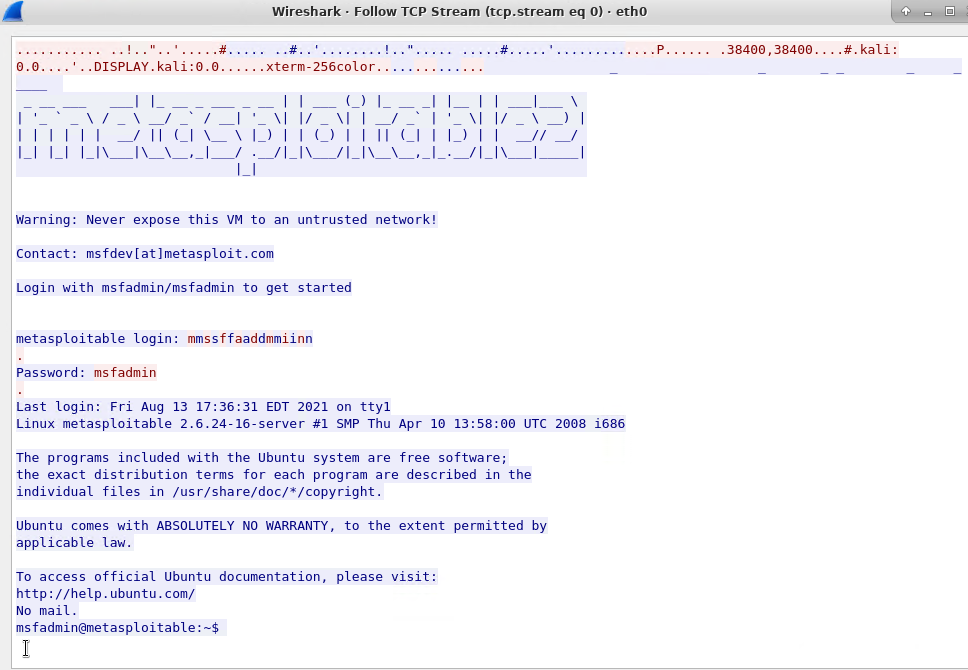 Wireshark · Follow TCP Stream (tcp.stream eq 0) · eth0
........... ..!.."..'.....#..... ..#..'........!.."..... .....#.....'.............P...... .38400,38400....#.kali:
0.0....'..DISPLAY.kali:0.0......xterm-256color.............. _ _ _ _ _ _
____
 _ __ ___   ___| |_ __ _ ___ _ __ | | ___ (_) |_ __ _| |__ | | ___|___ \
| '_ ` _ \ / _ \ __/ _` / __| '_ \| |/ _ \| | __/ _` | '_ \| |/ _ \ __) |
| | | | | |  __/ || (_| \__ \ |_) | | (_) | | || (_| | |_) | |  __// __/
|_| |_| |_|\___|\__\__,_|___/ .__/|_|\___/|_|\__\__,_|_.__/|_|\___|_____|
                            |_|
Warning: Never expose this VM to an untrusted network!
Contact: msfdev[at]metasploit.com
Login with msfadmin/msfadmin to get started
metasploitable login: mmssffaaddmmiinn
.
Password: msfadmin
.
Last login: Fri Aug 13 17:36:31 EDT 2021 on tty1
Linux metasploitable 2.6.24-16-server #1 SMP Thu Apr 10 13:58:00 UTC 2008 i686
The programs included with the Ubuntu system are free software;
the exact distribution terms for each program are described in the
individual files in /usr/share/doc/*/copyright.
Ubuntu comes with ABSOLUTELY NO WARRANTY, to the extent permitted by
applicable law.
To access official Ubuntu documentation, please visit:
http://help.ubuntu.com/
No mail.
msfadmin@metasploitable:~$